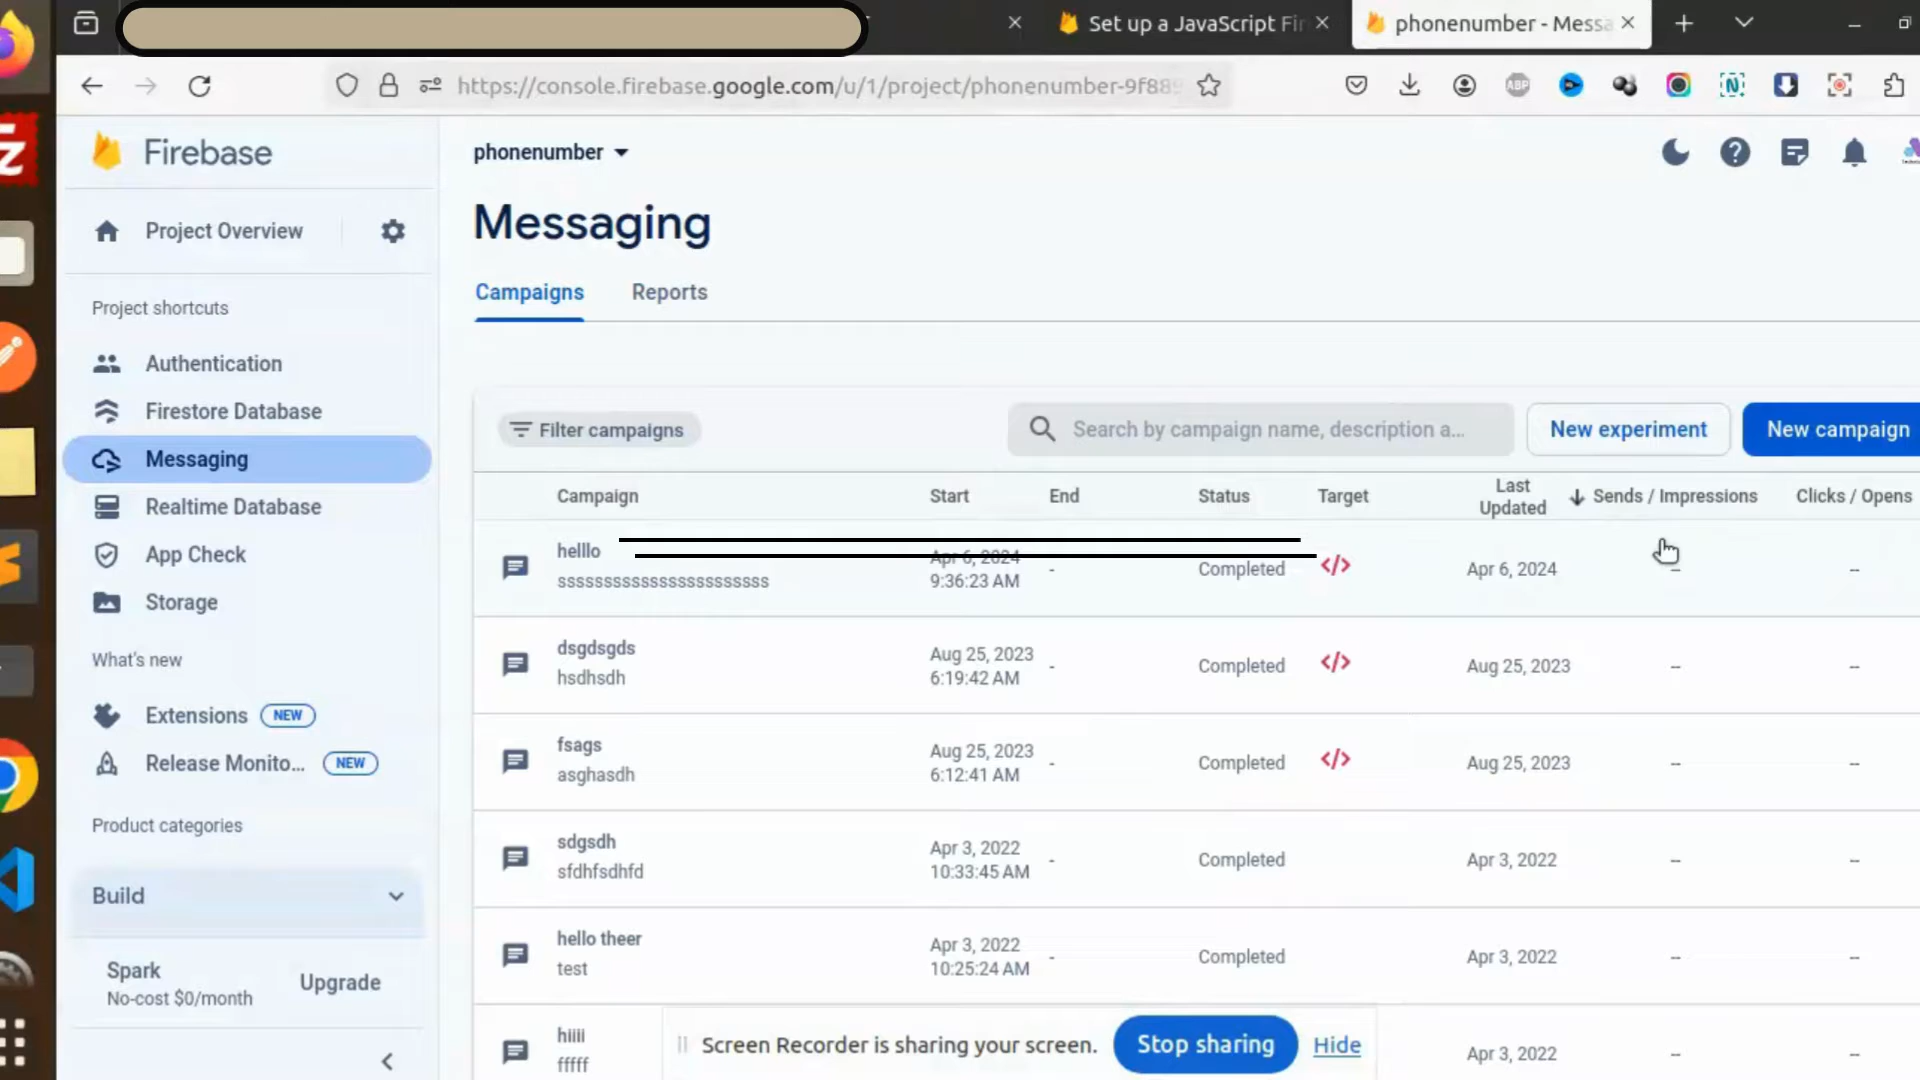 Set up a JavaScript Fir
phonenumber - Messa
https://console.firebase.google.com/u/1/project/phonenumber-9f889
ABP
N
Firebase
phonenumber
Project Overview
Messaging
Campaigns
Reports
Project shortcuts
Authentication
Firestore Database
Messaging
Realtime Database
App Check
Storage
What's new
Extensions NEW
Release Monito... NEW
Product categories
Build
Spark
No-cost $0/month
Upgrade
Filter campaigns
Search by campaign name, description a...
New experiment
New campaign
Campaign Start End Status Target Last Updated Sends / Impressions Clicks / Opens
helllo
sssssssssssssssssssssss
Apr 6, 2024
9:36:23 AM
-
Completed
</>
Apr 6, 2024
--
--
dsgdsgds
hsdhsdh
Aug 25, 2023
6:19:42 AM
-
Completed
</>
Aug 25, 2023
--
--
fsags
asghasdh
Aug 25, 2023
6:12:41 AM
-
Completed
</>
Aug 25, 2023
--
--
sdgsdh
sfdhfsdhfd
Apr 3, 2022
10:33:45 AM
-
Completed
Apr 3, 2022
--
--
hello theer
test
Apr 3, 2022
10:25:24 AM
-
Completed
Apr 3, 2022
--
--
hiiii
fffff
Apr 3, 2022
Screen Recorder is sharing your screen.
Stop sharing
Hide